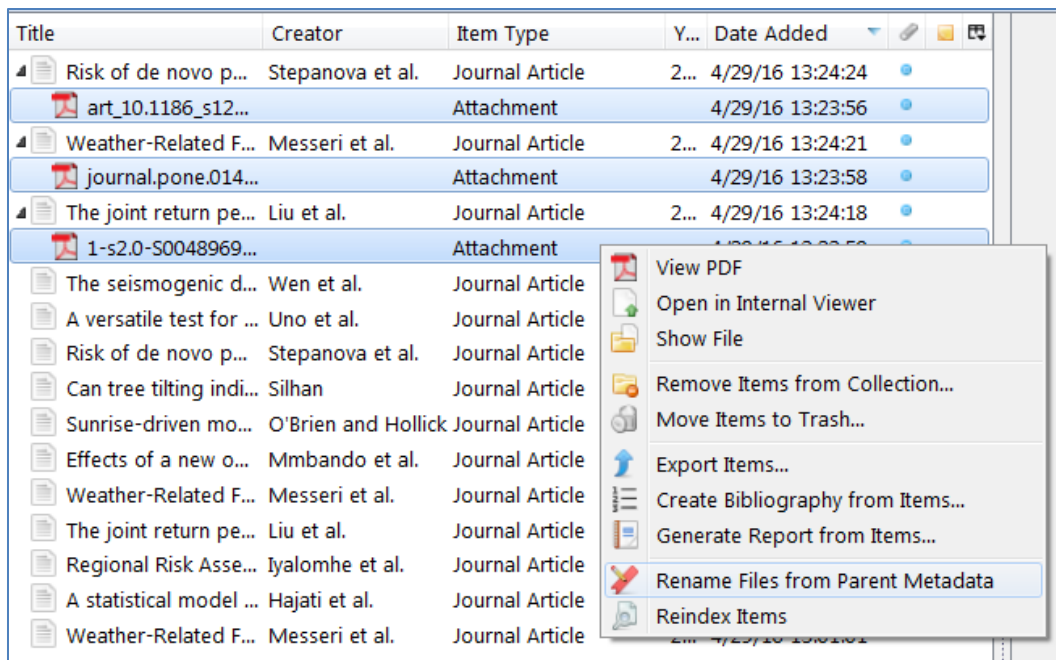 Title Creator Item Type Y... Date Added
Risk of de novo p... Stepanova et al. Journal Article 2... 4/29/16 13:24:24
art_10.1186_s12... Attachment 4/29/16 13:23:56
Weather-Related F... Messeri et al. Journal Article 2... 4/29/16 13:24:21
journal.pone.014... Attachment 4/29/16 13:23:58
The joint return pe... Liu et al. Journal Article 2... 4/29/16 13:24:18
1-s2.0-S0048969... Attachment
The seismogenic d... Wen et al. Journal Article
A versatile test for ... Uno et al. Journal Article
Risk of de novo p... Stepanova et al. Journal Article
Can tree tilting indi... Silhan Journal Article
Sunrise-driven mo... O'Brien and Hollick Journal Article
Effects of a new o... Mmbando et al. Journal Article
Weather-Related F... Messeri et al. Journal Article
The joint return pe... Liu et al. Journal Article
Regional Risk Asse... Iyalomhe et al. Journal Article
A statistical model ... Hajati et al. Journal Article
Weather-Related F... Messeri et al. Journal Article
View PDF
Open in Internal Viewer
Show File
Remove Items from Collection...
Move Items to Trash...
Export Items...
Create Bibliography from Items...
Generate Report from Items...
Rename Files from Parent Metadata
Reindex Items